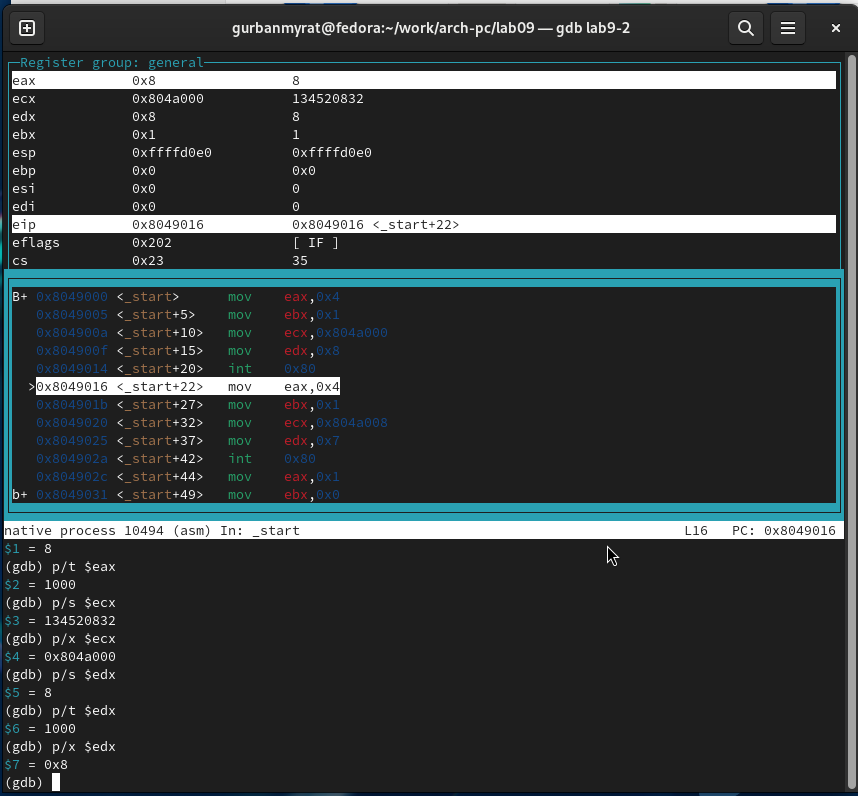 gurbanmyrat@fedora:~/work/arch-pc/lab09 — gdb lab9-2
Register group: general
eax 0x8 8
ecx 0x804a000 134520832
edx 0x8 8
ebx 0x1 1
esp 0xffffd0e0 0xffffd0e0
ebp 0x0 0x0
esi 0x0 0
edi 0x0 0
eip 0x8049016 0x8049016 <_start+22>
eflags 0x202 [ IF ]
cs 0x23 35
B+ 0x8049000 <_start> mov eax,0x4
0x8049005 <_start+5> mov ebx,0x1
0x804900a <_start+10> mov ecx,0x804a000
0x804900f <_start+15> mov edx,0x8
0x8049014 <_start+20> int 0x80
>0x8049016 <_start+22> mov eax,0x4
0x804901b <_start+27> mov ebx,0x1
0x8049020 <_start+32> mov ecx,0x804a008
0x8049025 <_start+37> mov edx,0x7
0x804902a <_start+42> int 0x80
0x804902c <_start+44> mov eax,0x1
b+ 0x8049031 <_start+49> mov ebx,0x0
native process 10494 (asm) In: _start L16 PC: 0x8049016
$1 = 8
(gdb) p/t $eax
$2 = 1000
(gdb) p/s $ecx
$3 = 134520832
(gdb) p/x $ecx
$4 = 0x804a000
(gdb) p/s $edx
$5 = 8
(gdb) p/t $edx
$6 = 1000
(gdb) p/x $edx
$7 = 0x8
(gdb)